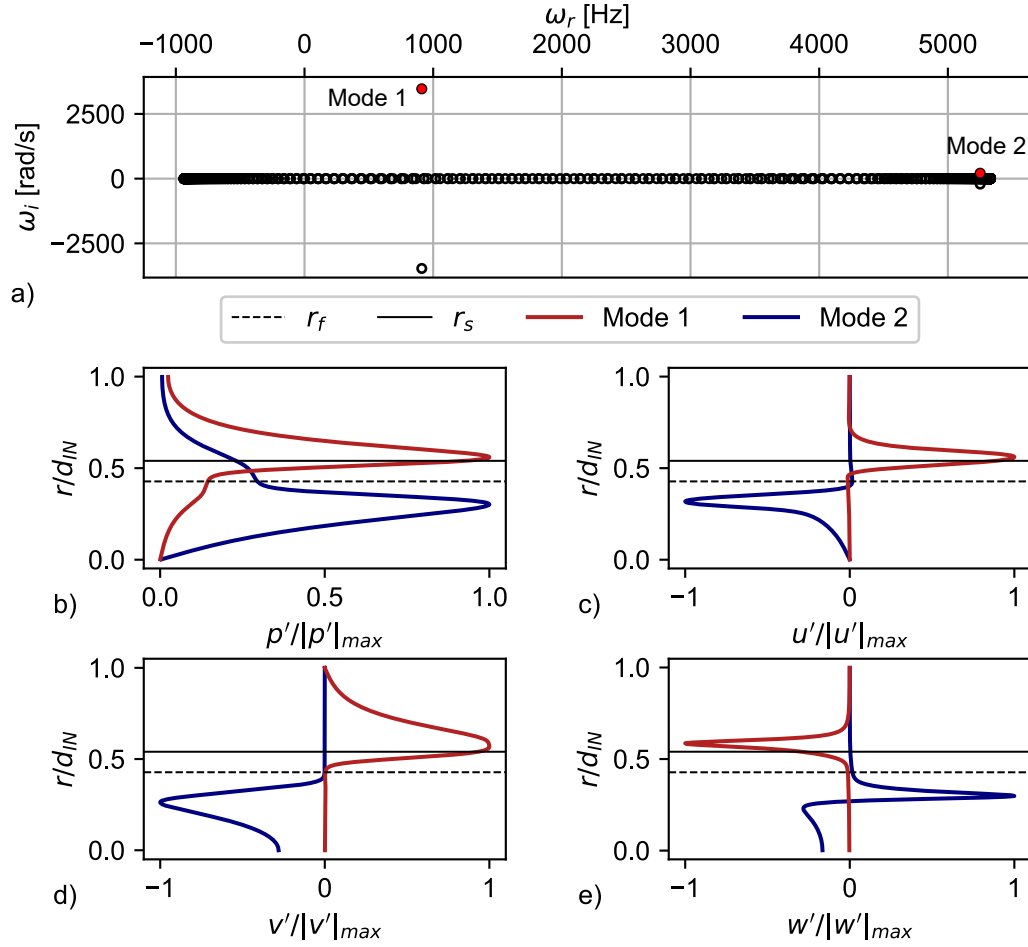 ω_r [Hz]
−1000 0 1000 2000 3000 4000 5000
Mode 1
Mode 2
2500
0
−2500
ω_i [rad/s]
a)
r_f r_s Mode 1 Mode 2
1.0
0.5
0.0
r/d_IN
0.0 0.5 1.0
p′/|p′|_max
b)
1.0
0.5
0.0
r/d_IN
−1 0 1
u′/|u′|_max
c)
1.0
0.5
0.0
r/d_IN
−1 0 1
v′/|v′|_max
d)
1.0
0.5
0.0
r/d_IN
−1 0 1
w′/|w′|_max
e)